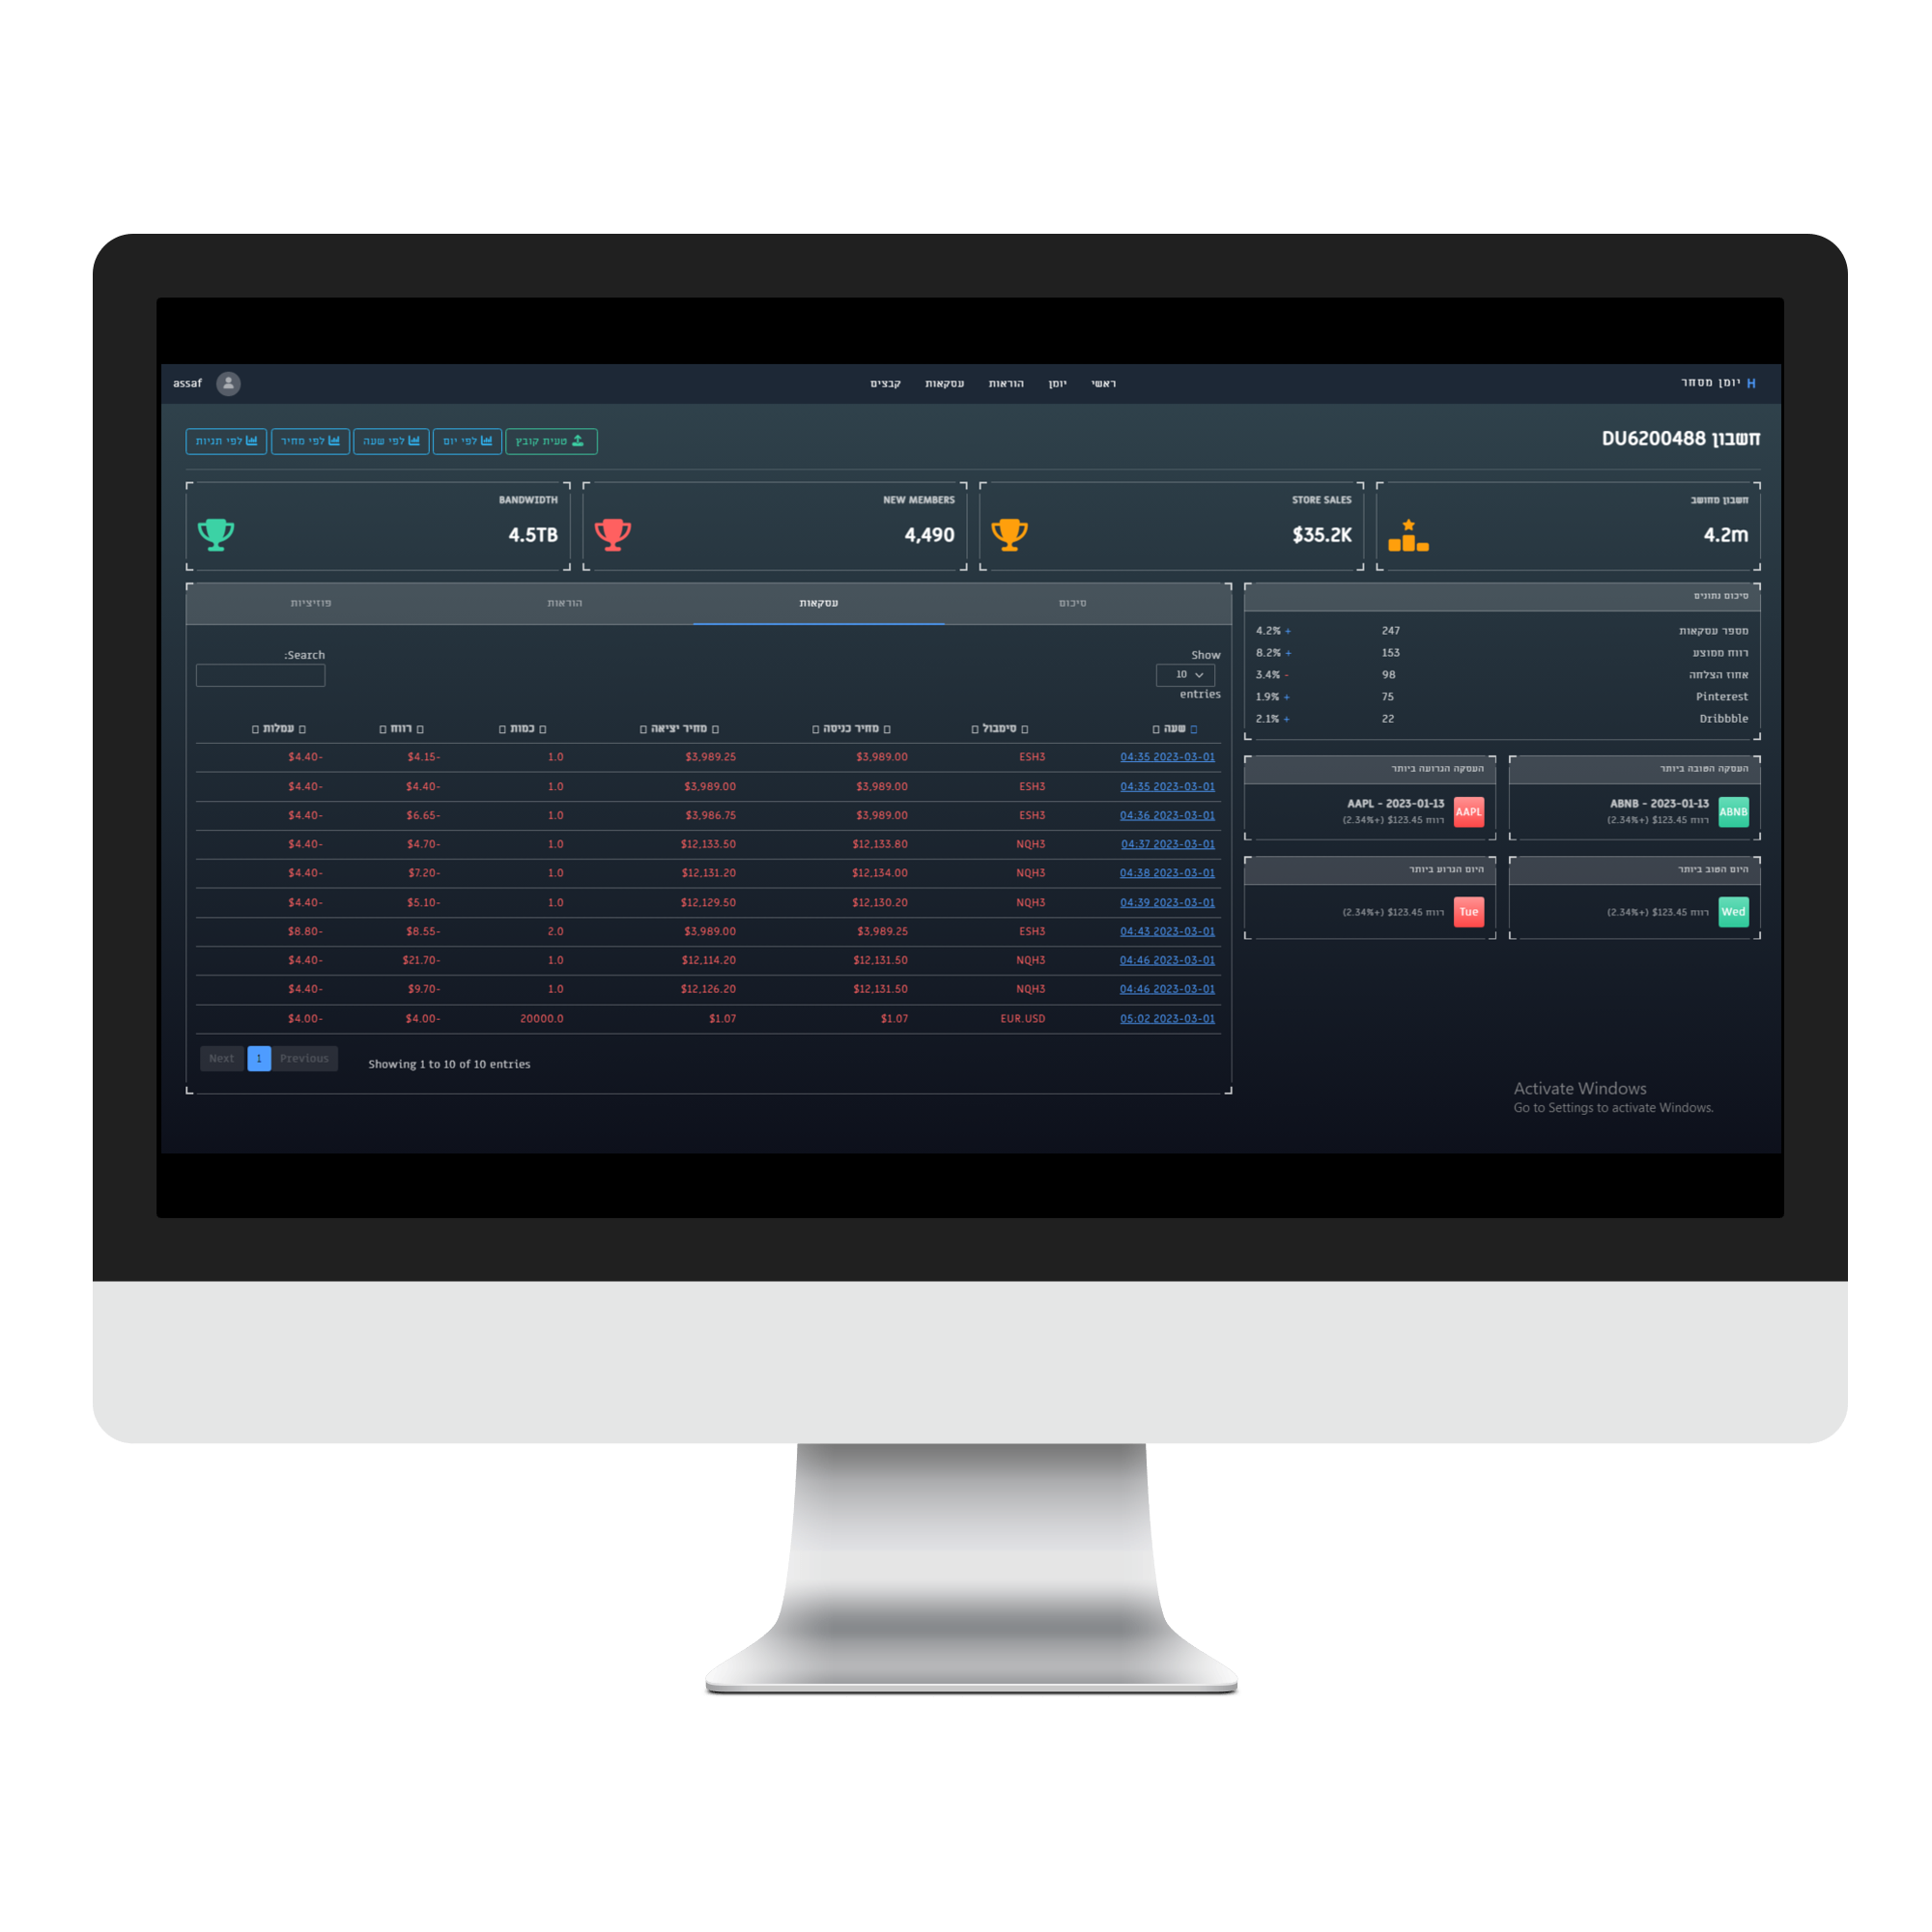 H יומן מסחר
ראשי יומן הוראות עסקאות קבצים
assaf
חשבון DU6200488
טעית קובץ
לפי יום
לפי שעה
לפי מחיר
לפי תגיות
חשבון מחושב
4.2m
STORE SALES
$35.2K
NEW MEMBERS
4,490
BANDWIDTH
4.5TB
סיכום נתונים
מספר עסקאות 247 4.2% +
רווח ממוצע 153 8.2% +
אחוז הצלחה 98 3.4% -
Pinterest 75 1.9% +
Dribbble 22 2.1% +
העסקה הטובה ביותר
ABNB
ABNB - 2023-01-13
רווח $123.45 (+2.34%)
העסקה הגרועה ביותר
AAPL
AAPL - 2023-01-13
רווח $123.45 (+2.34%)
היום הטוב ביותר
Wed
רווח $123.45 (+2.34%)
היום הגרוע ביותר
Tue
רווח $123.45 (+2.34%)
סיכום עסקאות הוראות פוזיציות
Show
10
entries
:Search
שעה סימבול מחיר כניסה מחיר יציאה כמות רווח עמלות
04:35 2023-03-01 ESH3 $3,989.00 $3,989.25 1.0 $4.15- $4.40-
04:35 2023-03-01 ESH3 $3,989.00 $3,989.00 1.0 $4.40- $4.40-
04:36 2023-03-01 ESH3 $3,989.00 $3,986.75 1.0 $6.65- $4.40-
04:37 2023-03-01 NQH3 $12,133.80 $12,133.50 1.0 $4.70- $4.40-
04:38 2023-03-01 NQH3 $12,134.00 $12,131.20 1.0 $7.20- $4.40-
04:39 2023-03-01 NQH3 $12,130.20 $12,129.50 1.0 $5.10- $4.40-
04:43 2023-03-01 ESH3 $3,989.25 $3,989.00 2.0 $8.55- $8.80-
04:46 2023-03-01 NQH3 $12,131.50 $12,114.20 1.0 $21.70- $4.40-
04:46 2023-03-01 NQH3 $12,131.50 $12,126.20 1.0 $9.70- $4.40-
05:02 2023-03-01 EUR.USD $1.07 $1.07 20000.0 $4.00- $4.00-
Showing 1 to 10 of 10 entries
Previous 1 Next
Activate Windows
Go to Settings to activate Windows.